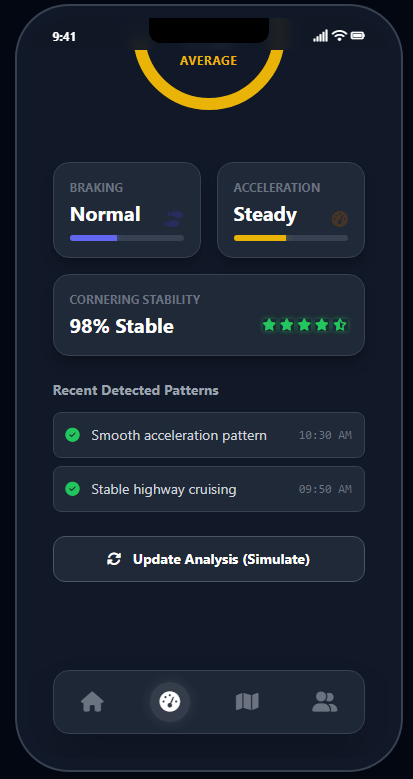 9:41
AVERAGE
BRAKING
Normal
ACCELERATION
Steady
CORNERING STABILITY
98% Stable
Recent Detected Patterns
Smooth acceleration pattern 10:30 AM
Stable highway cruising 09:50 AM
Update Analysis (Simulate)